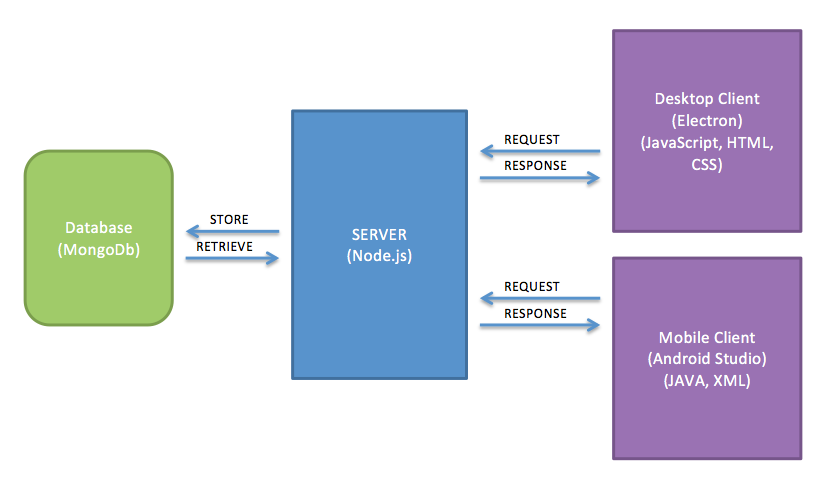 Database
(MongoDb)
STORE
RETRIEVE
SERVER
(Node.js)
REQUEST
RESPONSE
Desktop Client
(Electron)
(JavaScript, HTML,
CSS)
REQUEST
RESPONSE
Mobile Client
(Android Studio)
(JAVA, XML)